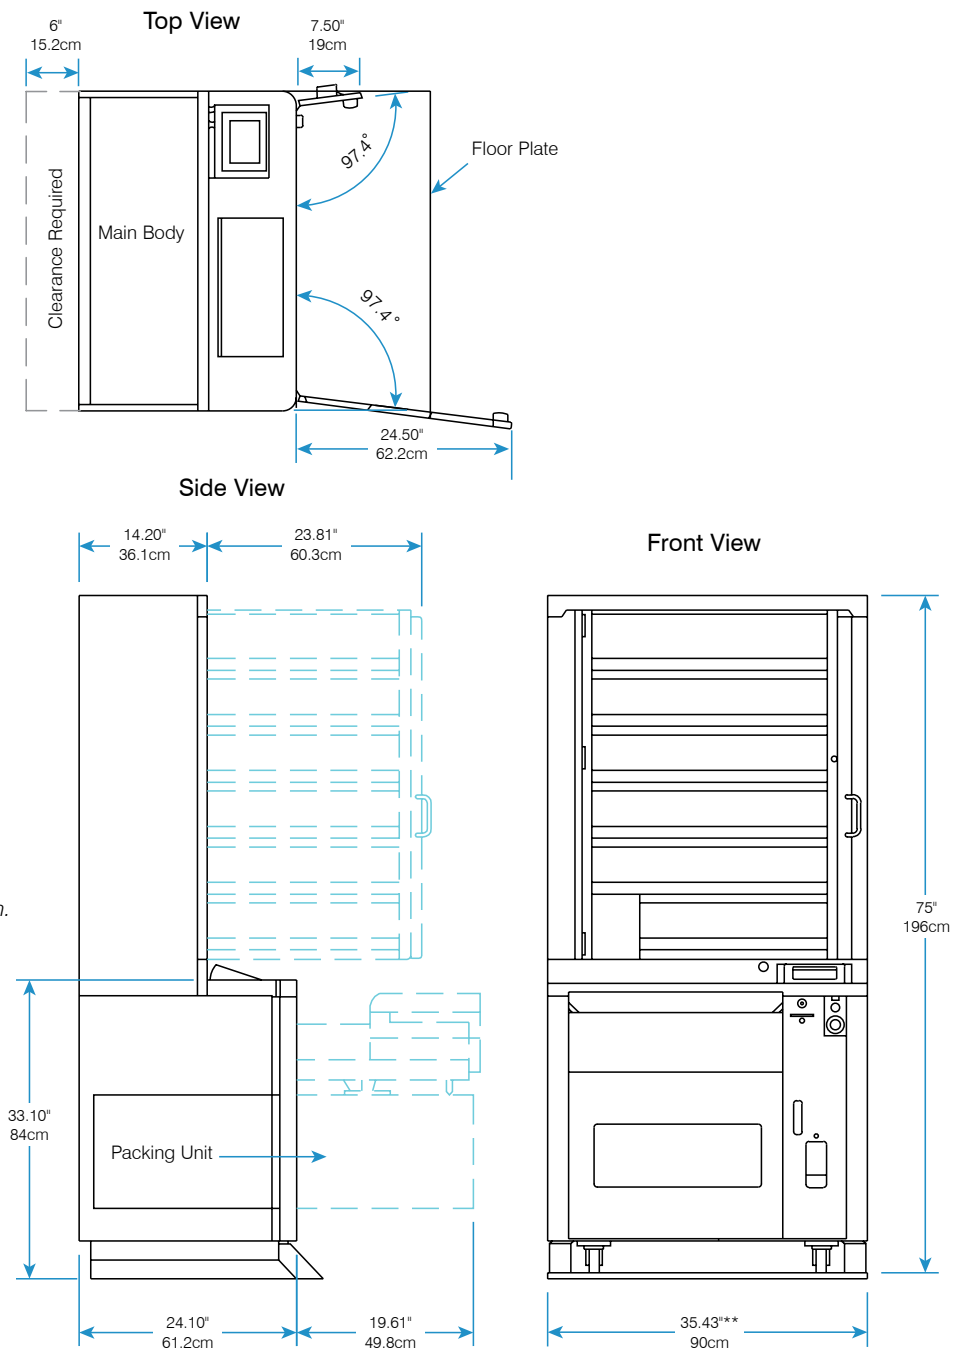 Top View
6"
15.2cm
7.50"
19cm
97.4°
Floor Plate
Clearance Required
Main Body
97.4°
24.50"
62.2cm
Side View
14.20"
36.1cm
23.81"
60.3cm
Front View
n.
75"
196cm
33.10"
84cm
Packing Unit
24.10"
61.2cm
19.61"
49.8cm
35.43"**
90cm